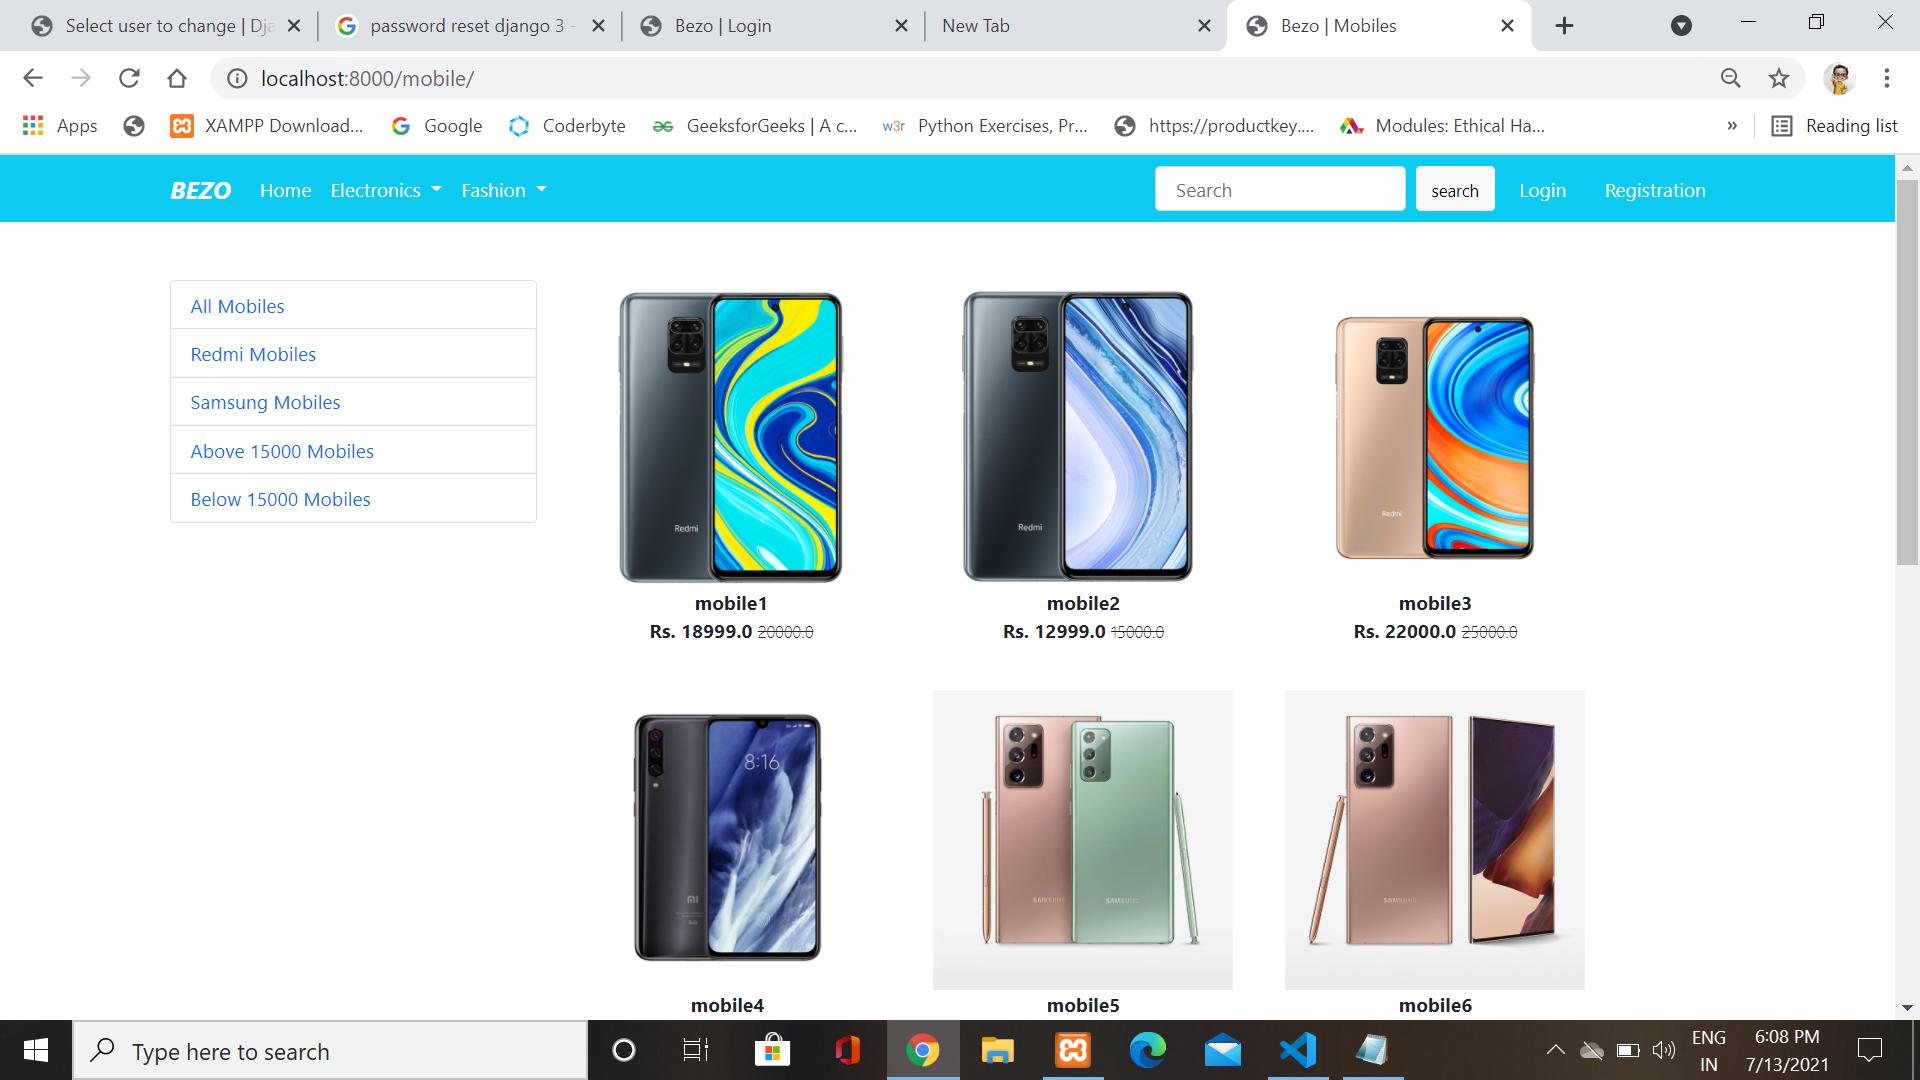 Select user to change | Dja
password reset django 3 -
Bezo | Login
New Tab
Bezo | Mobiles
localhost:8000/mobile/
Apps
XAMPP Download...
Google
Coderbyte
GeeksforGeeks | A c...
w3r Python Exercises, Pr...
https://productkey....
Modules: Ethical Ha...
»
Reading list
BEZO
Home
Electronics
Fashion
Search
search
Login
Registration
All Mobiles
Redmi Mobiles
Samsung Mobiles
Above 15000 Mobiles
Below 15000 Mobiles
Redmi
Redmi
Redmi
mobile1
mobile2
mobile3
Rs. 18999.0 20000.0
Rs. 12999.0 15000.0
Rs. 22000.0 25000.0
8:16
MI
SAMSUNG
SAMSUNG
SAMSUNG
mobile4
mobile5
mobile6
Type here to search
ENG
IN
6:08 PM
7/13/2021